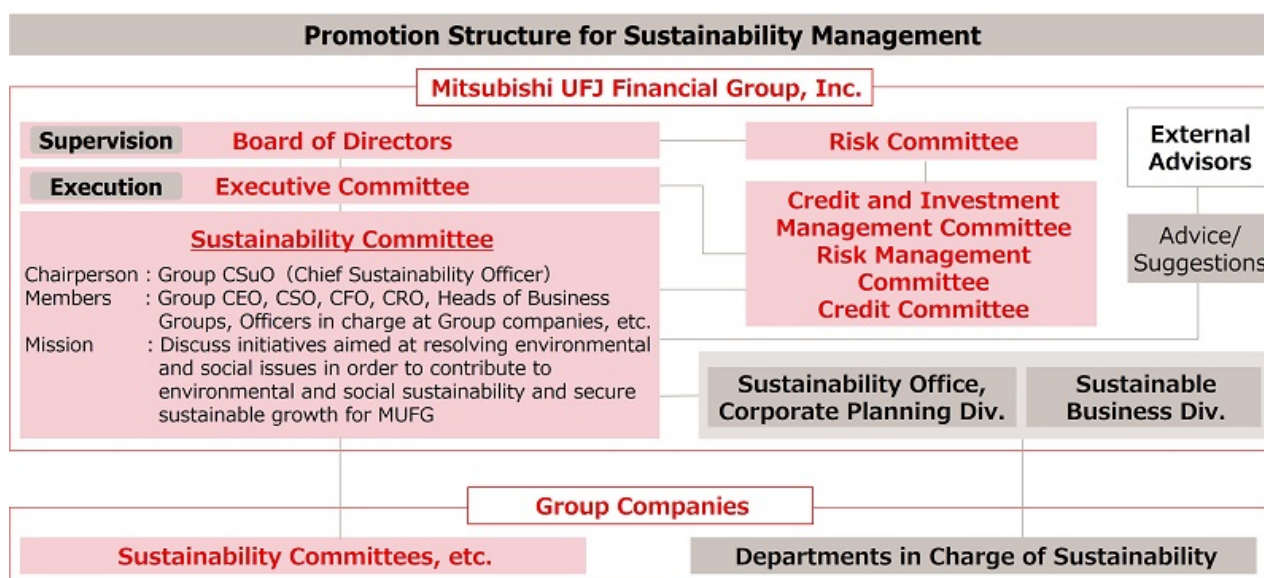 Promotion Structure for Sustainability Management
Mitsubishi UFJ Financial Group, Inc.
Supervision Board of Directors
Risk Committee
External
Advisors
Execution Executive Committee
Credit and Investment
Management Committee
Risk Management
Committee
Credit Committee
Advice/
Suggestions
Sustainability Committee
Chairperson : Group CSuO（Chief Sustainability Officer）
Members : Group CEO, CSO, CFO, CRO, Heads of Business
Groups, Officers in charge at Group companies, etc.
Mission : Discuss initiatives aimed at resolving environmental
and social issues in order to contribute to
environmental and social sustainability and secure
sustainable growth for MUFG
Sustainability Office,
Corporate Planning Div.
Sustainable
Business Div.
Group Companies
Sustainability Committees, etc.
Departments in Charge of Sustainability